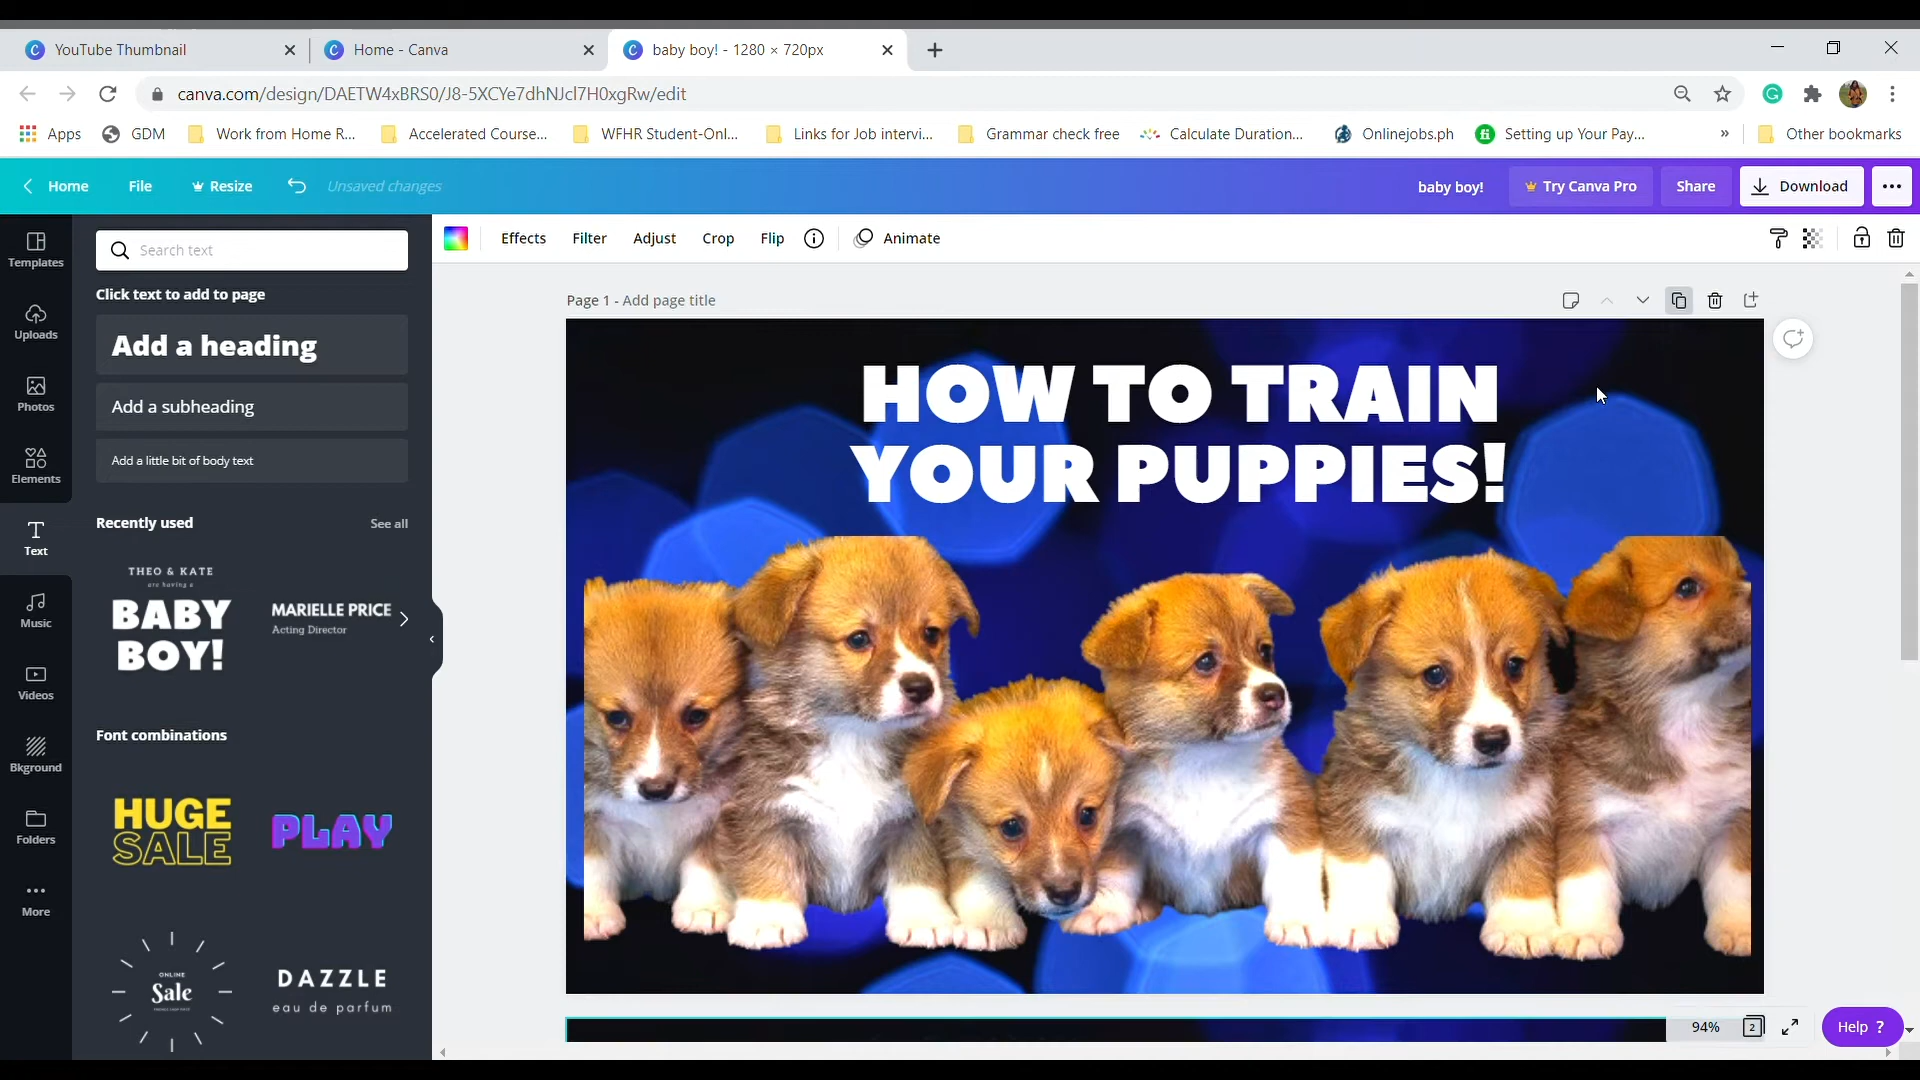 YouTube Thumbnail
Home - Canva
baby boy! - 1280 × 720px
canva.com/design/DAETW4xBRS0/J8-5XCYe7dhNJcl7H0xgRw/edit
Apps
GDM
Work from Home R...
Accelerated Course...
WFHR Student-Onl...
Links for Job intervi...
Grammar check free
Calculate Duration...
Onlinejobs.ph
Setting up Your Pay...
»
Other bookmarks
Home
File
Resize
Unsaved changes
baby boy!
Try Canva Pro
Share
Download
Templates
Uploads
Photos
Elements
Text
Music
Videos
Bkground
Folders
More
Search text
Click text to add to page
Add a heading
Add a subheading
Add a little bit of body text
Recently used
See all
THEO & KATE
are having a
BABY
BOY!
MARIELLE PRICE
Acting Director
Font combinations
HUGE
SALE
PLAY
ONLINE
Sale
DAZZLE
eau de parfum
Effects
Filter
Adjust
Crop
Flip
Animate
Page 1 - Add page title
HOW TO TRAIN
YOUR PUPPIES!
94%
2
Help ?